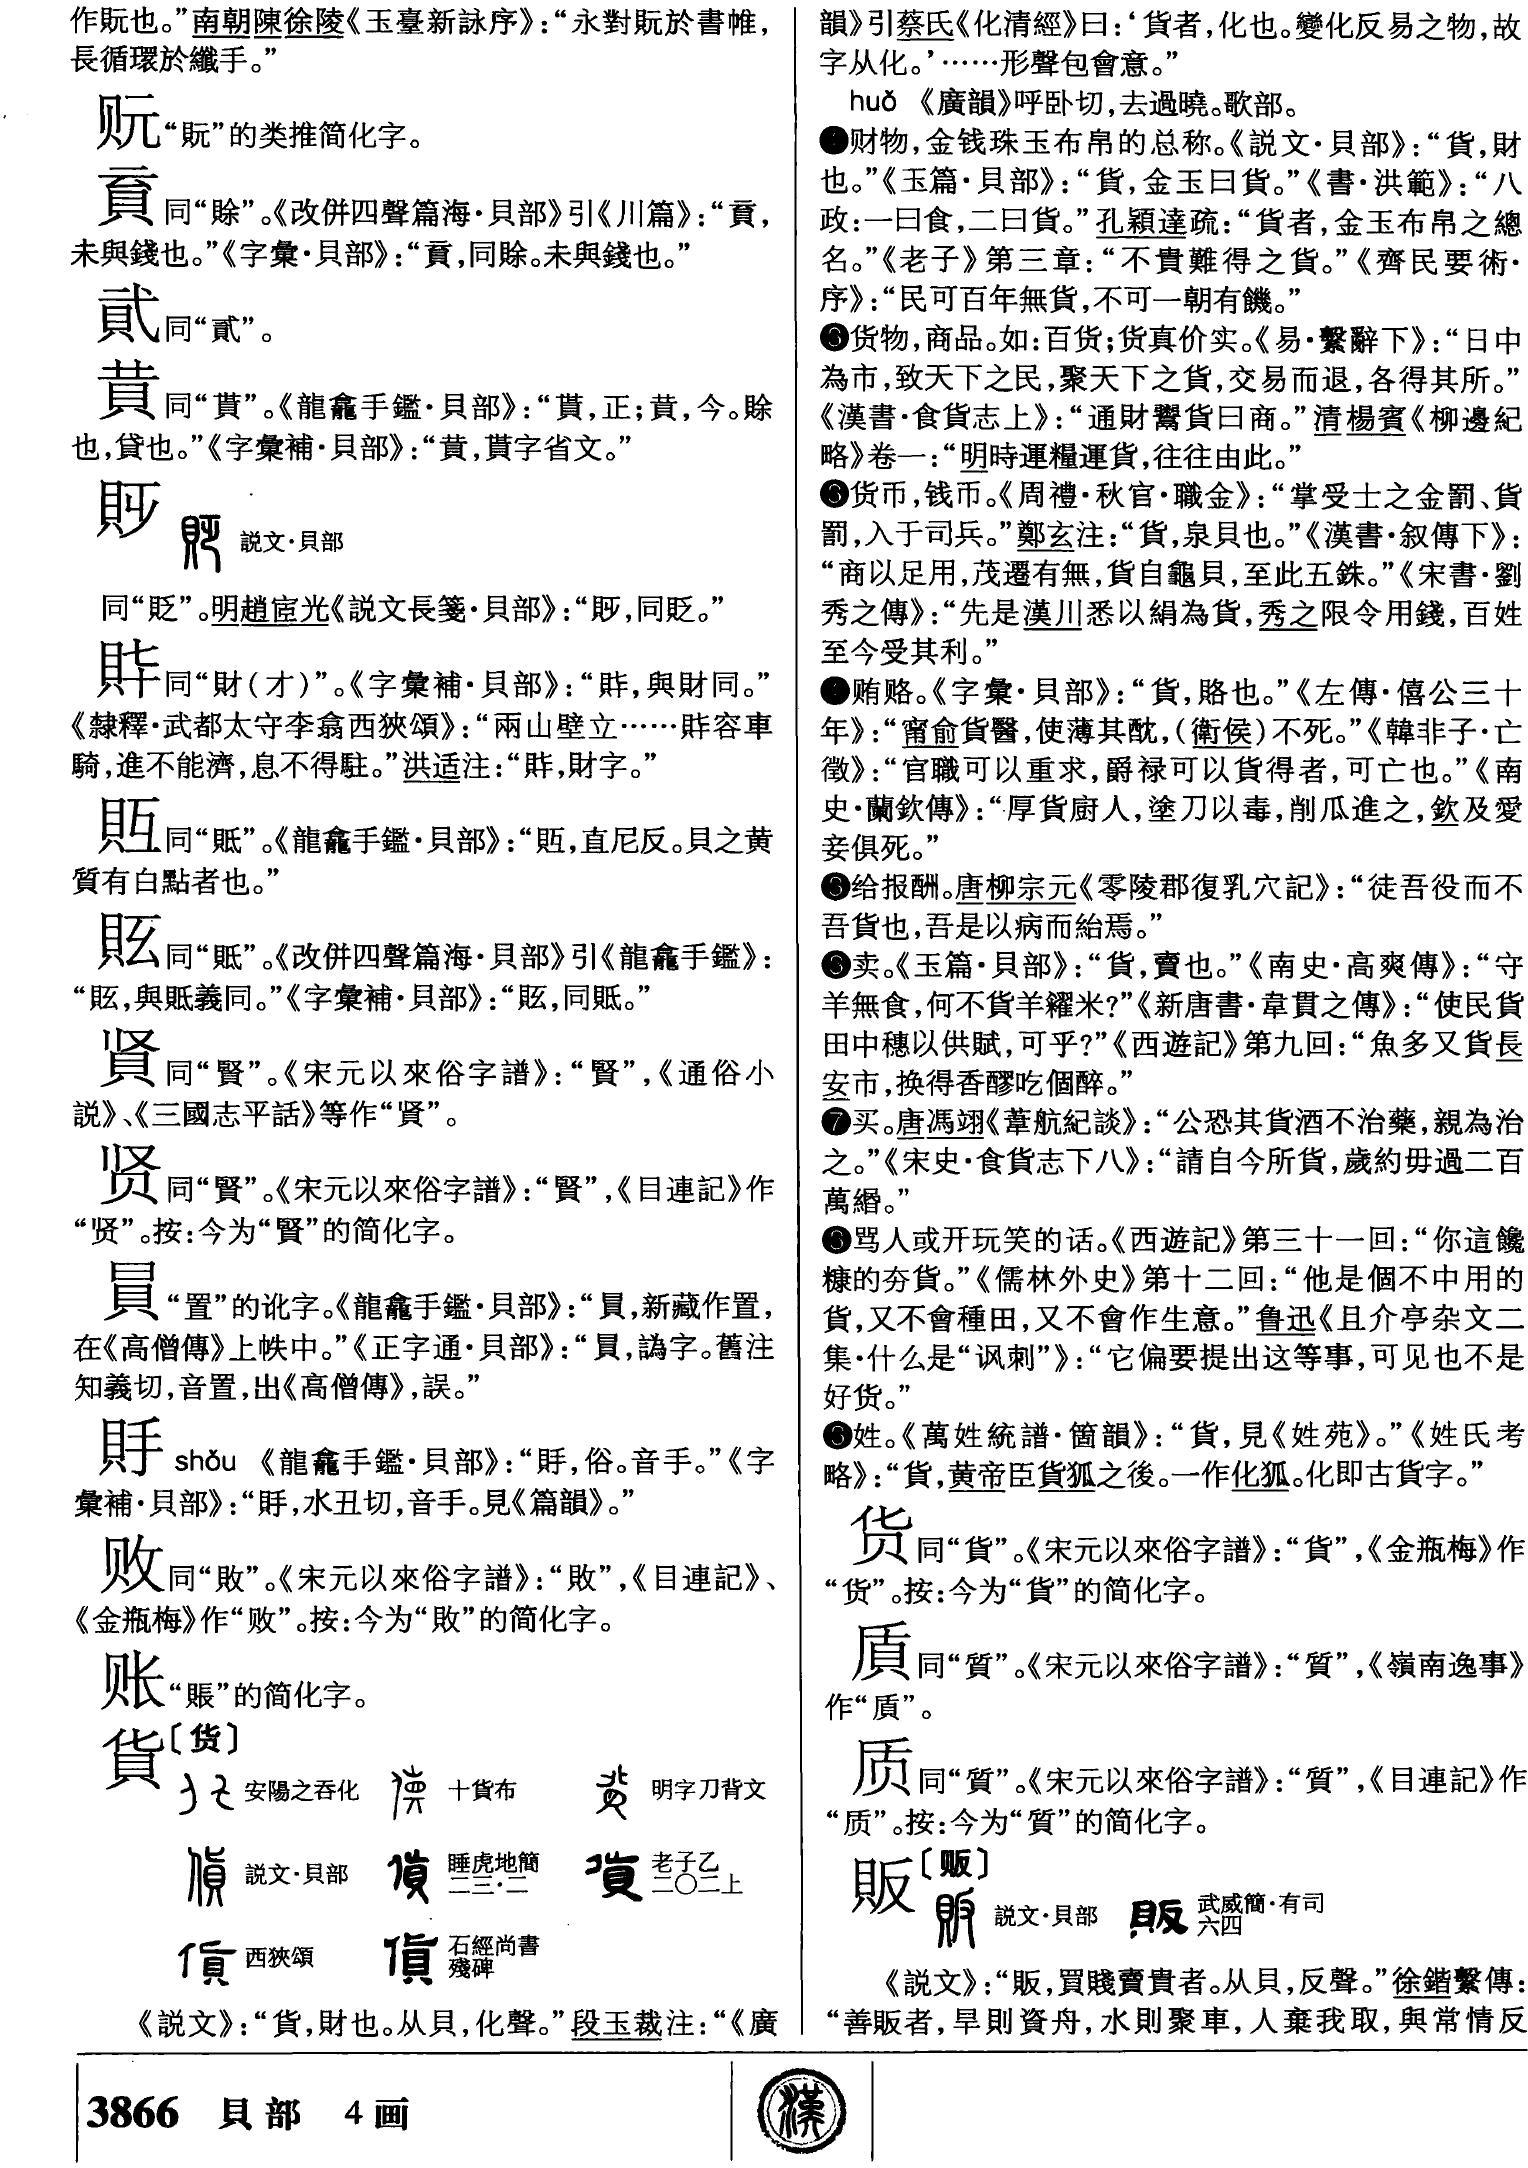 作貦也。”南朝陳徐陵《玉臺新詠序》：“永對貦於書帷，
長循環於纖手。”
“貦”的类推简化字。
同“賒”。《改併四聲篇海·貝部》引《川篇》：“
未與錢也。”《字彙·貝部》：“同賒。未與錢也。”
貮同“貳”。
同“貰”。《龍龕手鑑·貝部》：“貰，正；今。賒
也，貸也。”《字彙補·貝部》：“貰字省文。”
説文·貝部
同“貶”。明趙宧光《説文長箋·貝部》：“同貶。”
同“財（才）”。《字彙補·貝部》：“與財同。”
《隸釋·武都太守李翕西狹頌》：“兩山壁立……容車
騎，進不能濟，息不得駐。”洪适注：“財字。”
同“貾”。《龍龕手鑑·貝部》：“直尼反。貝之黄
質有白點者也。”
同“貾”。《改併四聲篇海·貝部》引《龍龕手鑑》：
“與貾義同。”《字彙補·貝部》：“同貾。”
同“賢”。《宋元以來俗字譜》：“賢”，《通俗小
説》、《三國志平話》等作“”。
贤同“賢”。《宋元以來俗字譜》：“賢”，《目連記》作
“贤”。按：今为“賢”的简化字。
“置”的讹字。《龍龕手鑑·貝部》：“新藏作置，
在《高僧傳》上帙中。”《正字通·貝部》：“譌字。舊注
知義切，音置，出《高僧傳》，誤。”
shǒu 《龍龕手鑑·貝部》：“俗。音手。”《字
彙補·貝部》：“水丑切，音手。見《篇韻》。”
败同“敗”。《宋元以來俗字譜》：“敗”，《目連記》、
《金瓶梅》作“败”。按：今为“敗”的简化字。
账“賬”的简化字。
貨〔货〕
安陽之吞化 十貨布 明字刀背文
説文·貝部 睡虎地簡二三·二 老子乙二〇二上
西狹頌 石經尚書殘碑
《説文》：“貨，財也。从貝，化聲。”段玉裁注：“《廣
韻》引蔡氏《化清經》曰：‘貨者，化也。變化反易之物，故
字从化。’……形聲包會意。”
huǒ 《廣韻》呼卧切，去過曉。歌部。
財物，金钱珠玉布帛的总称。《説文·貝部》：“貨，財
也。”《玉篇·貝部》：“貨，金玉曰貨。”《書·洪範》：“八
政：一曰食，二曰貨。”孔穎達疏：“貨者，金玉布帛之總
名。”《老子》第三章：“不貴難得之貨。”《齊民要術·
序》：“民可百年無貨，不可一朝有饑。”
货物，商品。如：百货；货真价实。《易·繫辭下》：“日中
為市，致天下之民，聚天下之貨，交易而退，各得其所。”
《漢書·食貨志上》：“通財鬻貨曰商。”清楊賓《柳邊紀
略》卷一：“明時運糧運貨，往往由此。”
货币，钱币。《周禮·秋官·職金》：“掌受士之金罰、貨
罰，入于司兵。”鄭玄注：“貨，泉貝也。”《漢書·叙傳下》：
“商以足用，茂遷有無，貨自龜貝，至此五銖。”《宋書·劉
秀之傳》：“先是漢川悉以絹為貨，秀之限令用錢，百姓
至今受其利。”
贿赂。《字彙·貝部》：“貨，賂也。”《左傳·僖公三十
年》：“甯俞貨醫，使薄其酖，（衛侯）不死。”《韓非子·亡
徵》：“官職可以重求，爵禄可以貨得者，可亡也。”《南
史·蘭欽傳》：“厚貨廚人，塗刀以毒，削瓜進之，欽及愛
妾俱死。”
给报酬。唐柳宗元《零陵郡復乳穴記》：“徒吾役而不
吾貨也，吾是以病而紿焉。”
卖。《玉篇·貝部》：“貨，賣也。”《南史·高爽傳》：“守
羊無食，何不貨羊糴米？”《新唐書·韋貫之傳》：“使民貨
田中穗以供賦，可乎？”《西遊記》第九回：“魚多又貨長
安市，换得香醪吃個醉。”
❼买。唐馮翊《葦航紀談》：“公恐其貨酒不治藥，親為治
之。”《宋史·食貨志下八》：“請自今所貨，歲約毋過二百
萬緡。”
骂人或开玩笑的话。《西遊記》第三十一回：“你這饞
糠的夯貨。”《儒林外史》第十二回：“他是個不中用的
貨，又不會種田，又不會作生意。”鲁迅《且介亭杂文二
集·什么是“讽刺”》：“它偏要提出这等事，可见也不是
好货。”
姓。《萬姓統譜·箇韻》：“貨，見《姓苑》。”《姓氏考
略》：“貨，黄帝臣貨狐之後。一作化狐。化即古貨字。”
货同“貨”。《宋元以來俗字譜》：“貨”，《金瓶梅》作
“货”。按：今为“貨”的简化字。
貭同“質”。《宋元以來俗字譜》：“質”，《嶺南逸事》
作“貭”。
质同“質”。《宋元以來俗字譜》：“質”，《目連記》作
“质”。按：今为“質”的简化字。
販〔贩〕
説文·貝部 武威簡·有司六四
《説文》：“販，買賤賣貴者。从貝，反聲。”徐鍇繫傳：
“善販者，旱則資舟，水則聚車，人棄我取，與常情反
3866 貝部 4画
漢